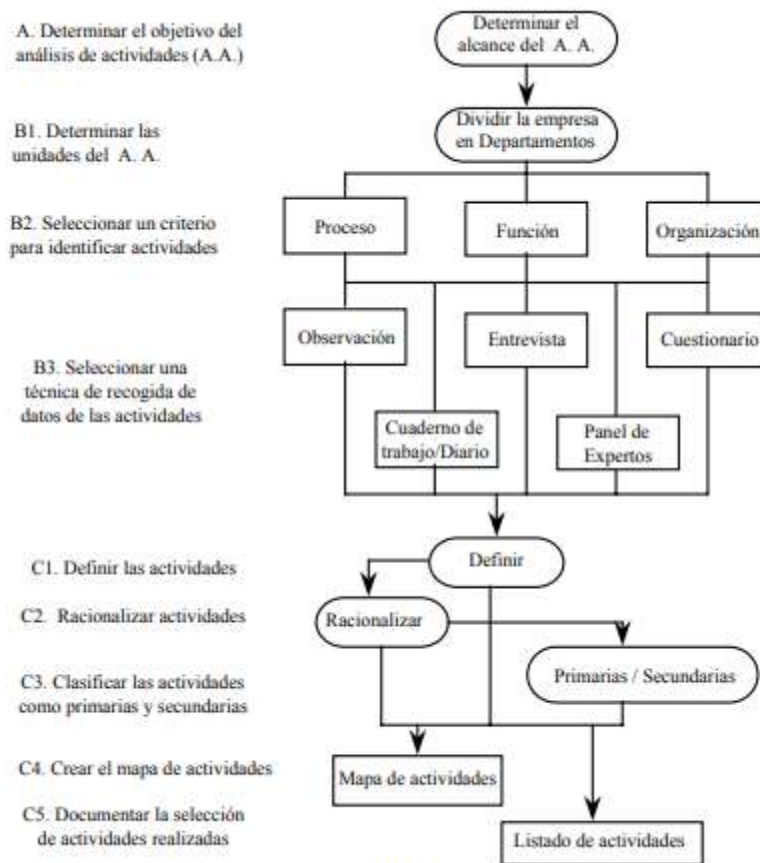 A. Determinar el objetivo del
análisis de actividades (A.A.)
Determinar el
alcance del A. A.
B1. Determinar las
unidades del A. A.
Dividir la empresa
en Departamentos
B2. Seleccionar un criterio
para identificar actividades
Proceso
Función
Organización
Observación
Entrevista
Cuestionario
B3. Seleccionar una
técnica de recogida de
datos de las actividades
Cuaderno de
trabajo/Diario
Panel de
Expertos
C1. Definir las actividades
Definir
C2. Racionalizar actividades
Racionalizar
C3. Clasificar las actividades
como primarias y secundarias
Primarias / Secundarias
C4. Crear el mapa de actividades
Mapa de actividades
C5. Documentar la selección
de actividades realizadas
Listado de actividades